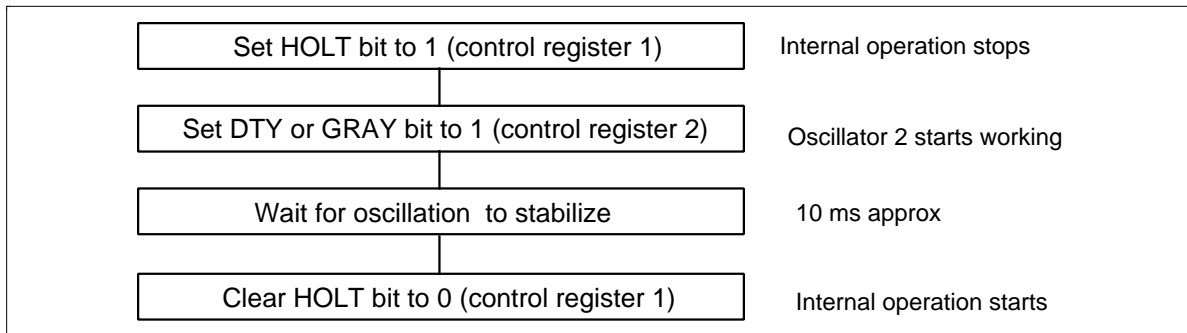 Set HOLT bit to 1 (control register 1) Internal operation stops
Set DTY or GRAY bit to 1 (control register 2) Oscillator 2 starts working
Wait for oscillation to stabilize 10 ms approx
Clear HOLT bit to 0 (control register 1) Internal operation starts